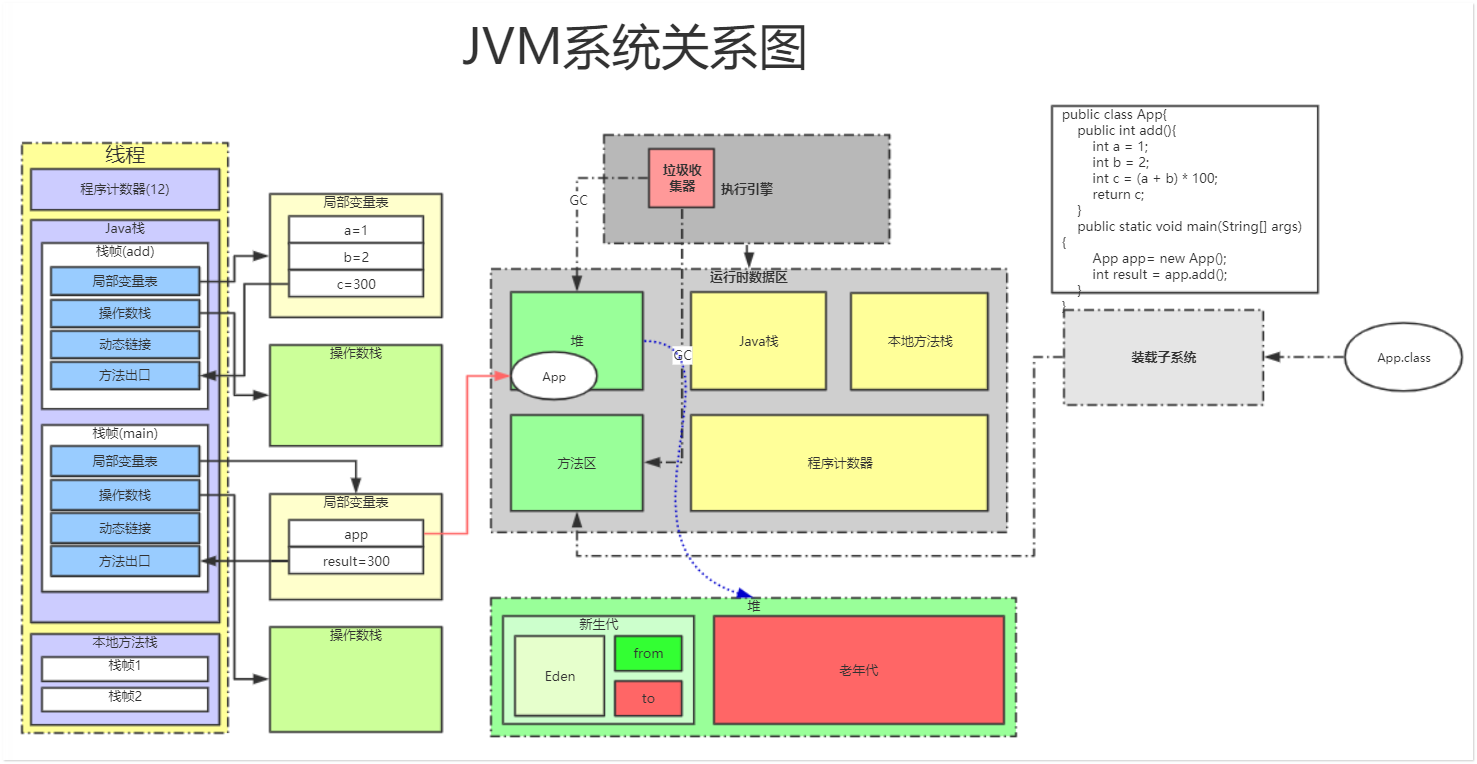 JVM系统关系图
线程
程序计数器(12)
Java栈
栈帧(add)
局部变量表
操作数栈
动态链接
方法出口
栈帧(main)
局部变量表
操作数栈
动态链接
方法出口
本地方法栈
栈帧1
栈帧2
局部变量表
a=1
b=2
c=300
操作数栈
局部变量表
app
result=300
操作数栈
垃圾收
集器
执行引擎
GC
GC
运行时数据区
堆
App
Java栈
本地方法栈
方法区
程序计数器
堆
新生代
Eden
from
to
老年代
public class App{
public int add(){
int a = 1;
int b = 2;
int c = (a + b) * 100;
return c;
}
public static void main(String[] args)
{
App app= new App();
int result = app.add();
}
}
装载子系统
App.class